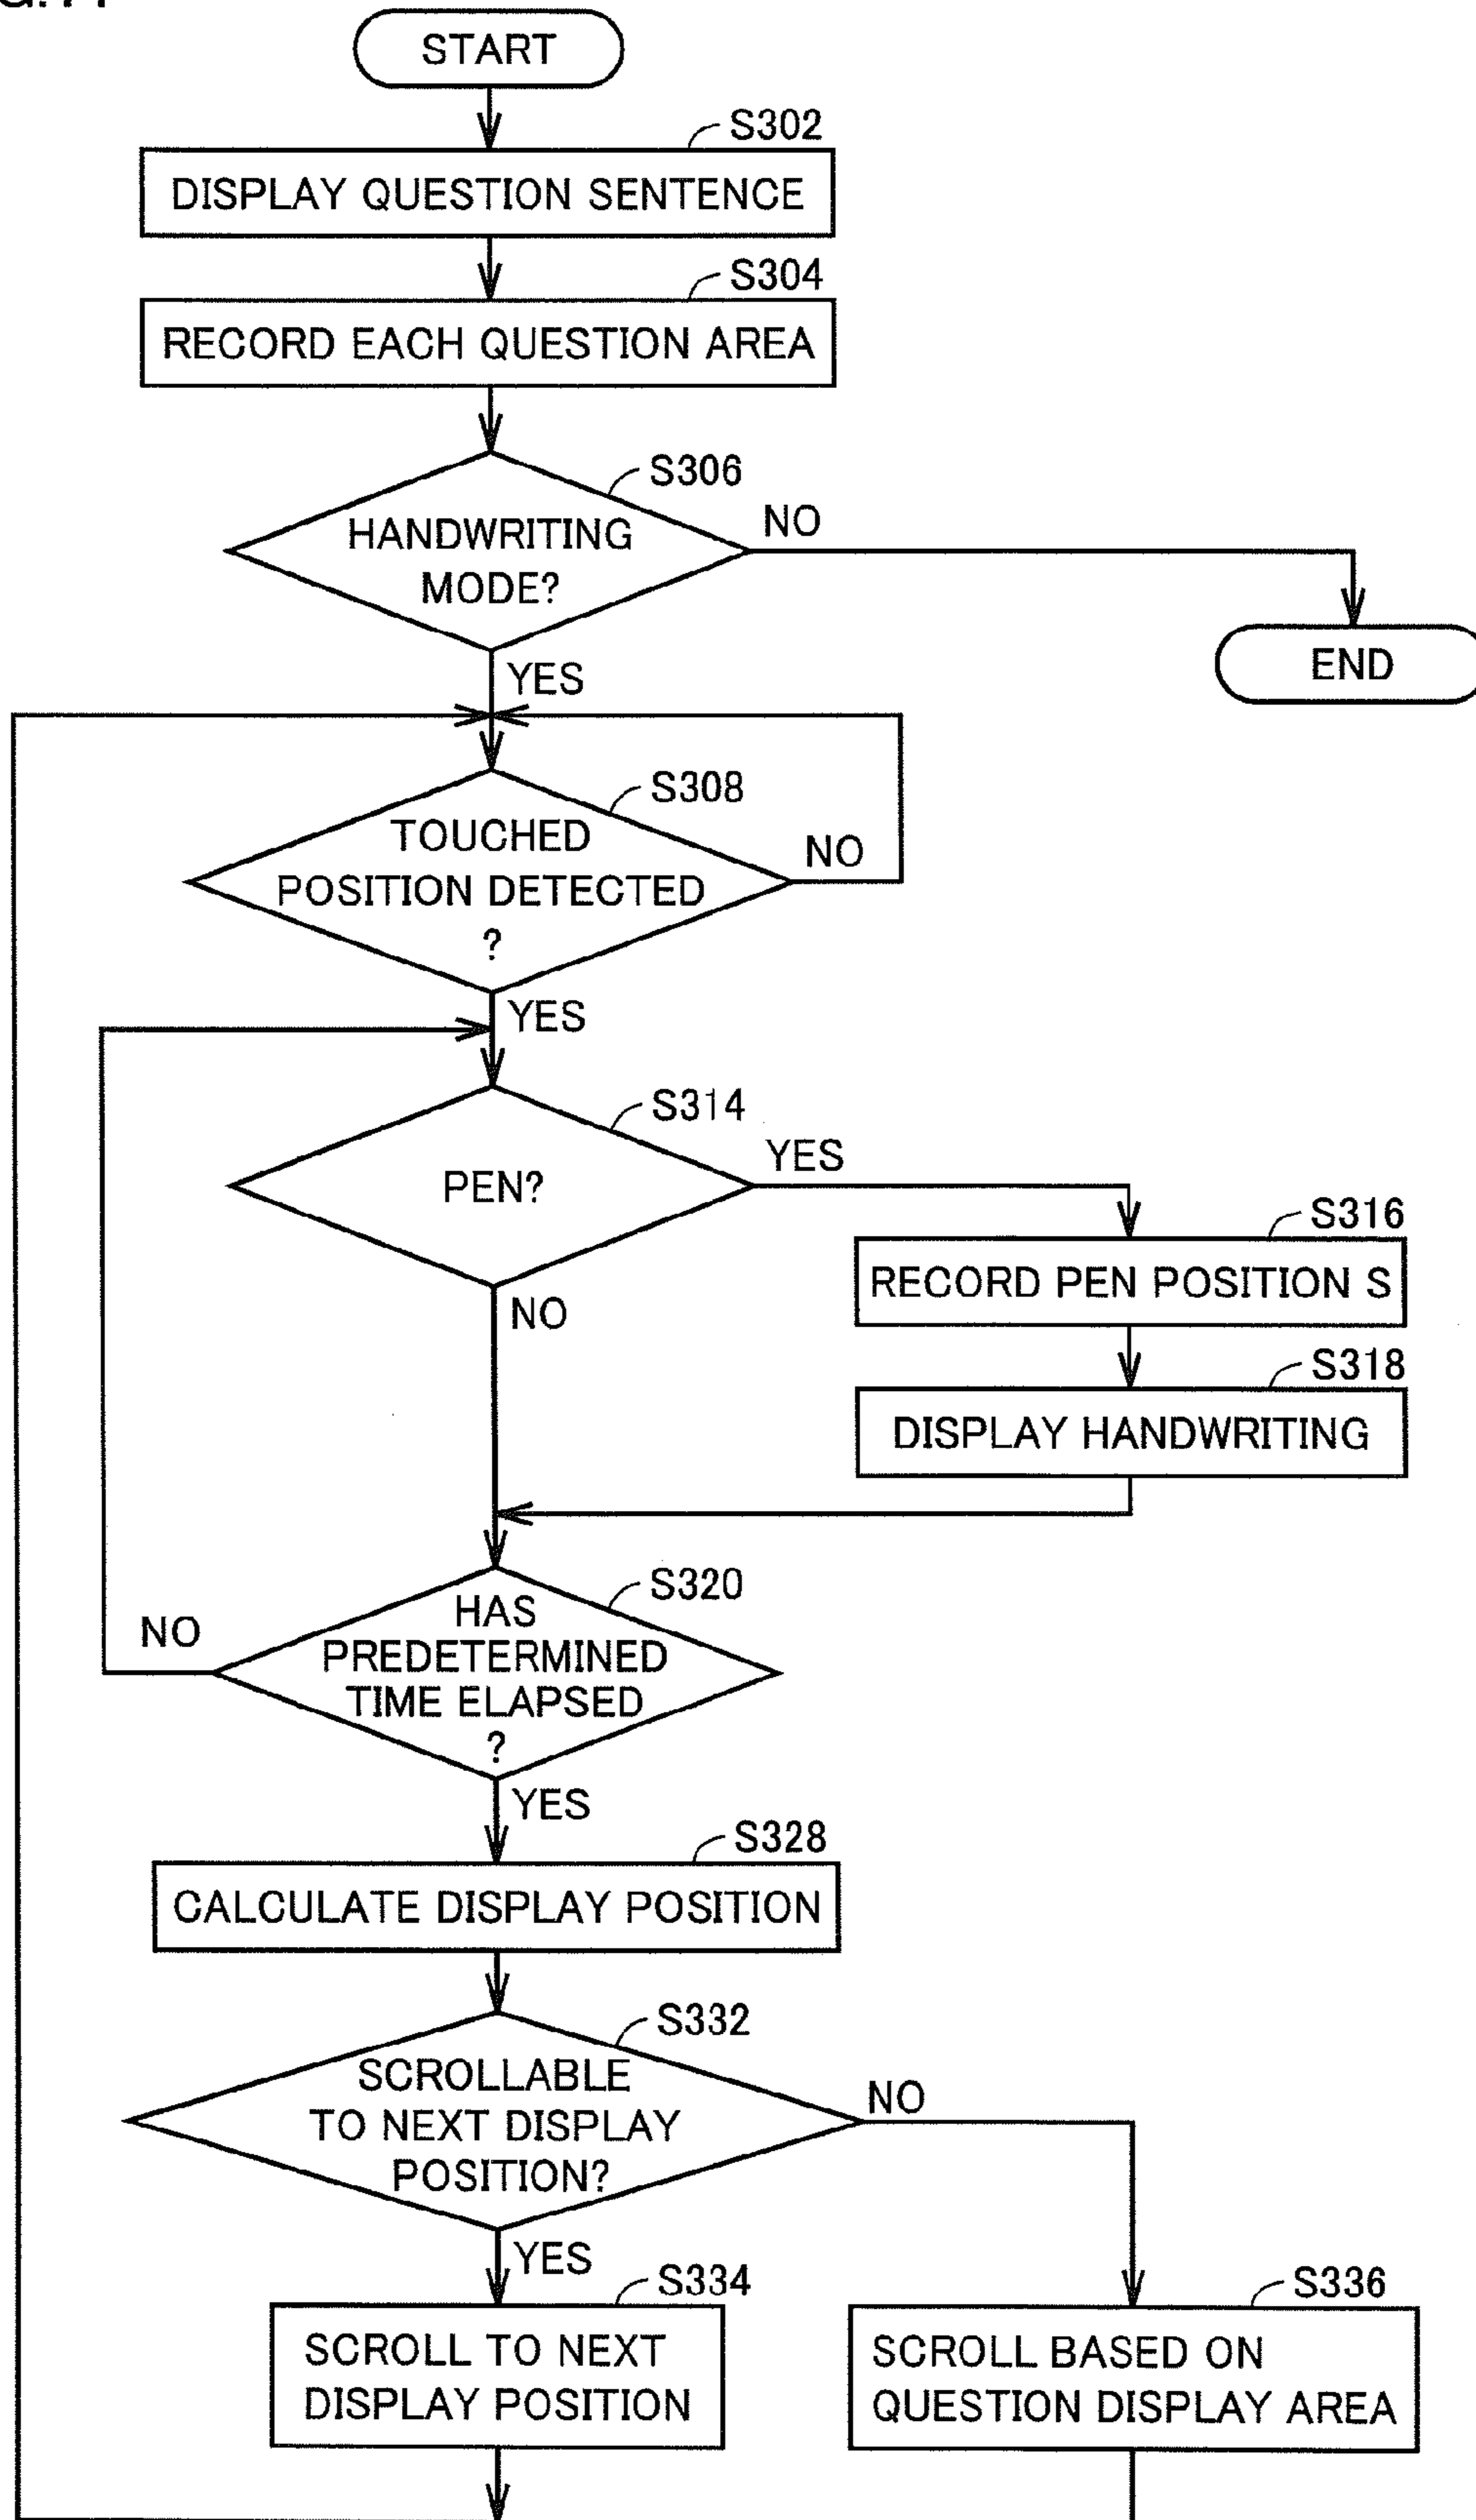 START
S302
DISPLAY QUESTION SENTENCE
S304
RECORD EACH QUESTION AREA
S306
HANDWRITING
MODE?
NO
END
YES
S308
TOUCHED
POSITION DETECTED
?
NO
YES
S314
PEN?
YES
S316
RECORD PEN POSITION S
NO
S318
DISPLAY HANDWRITING
S320
HAS
PREDETERMINED
TIME ELAPSED
?
NO
YES
S328
CALCULATE DISPLAY POSITION
S332
SCROLLABLE
TO NEXT DISPLAY
POSITION?
NO
YES
S334
SCROLL TO NEXT
DISPLAY POSITION
S336
SCROLL BASED ON
QUESTION DISPLAY AREA